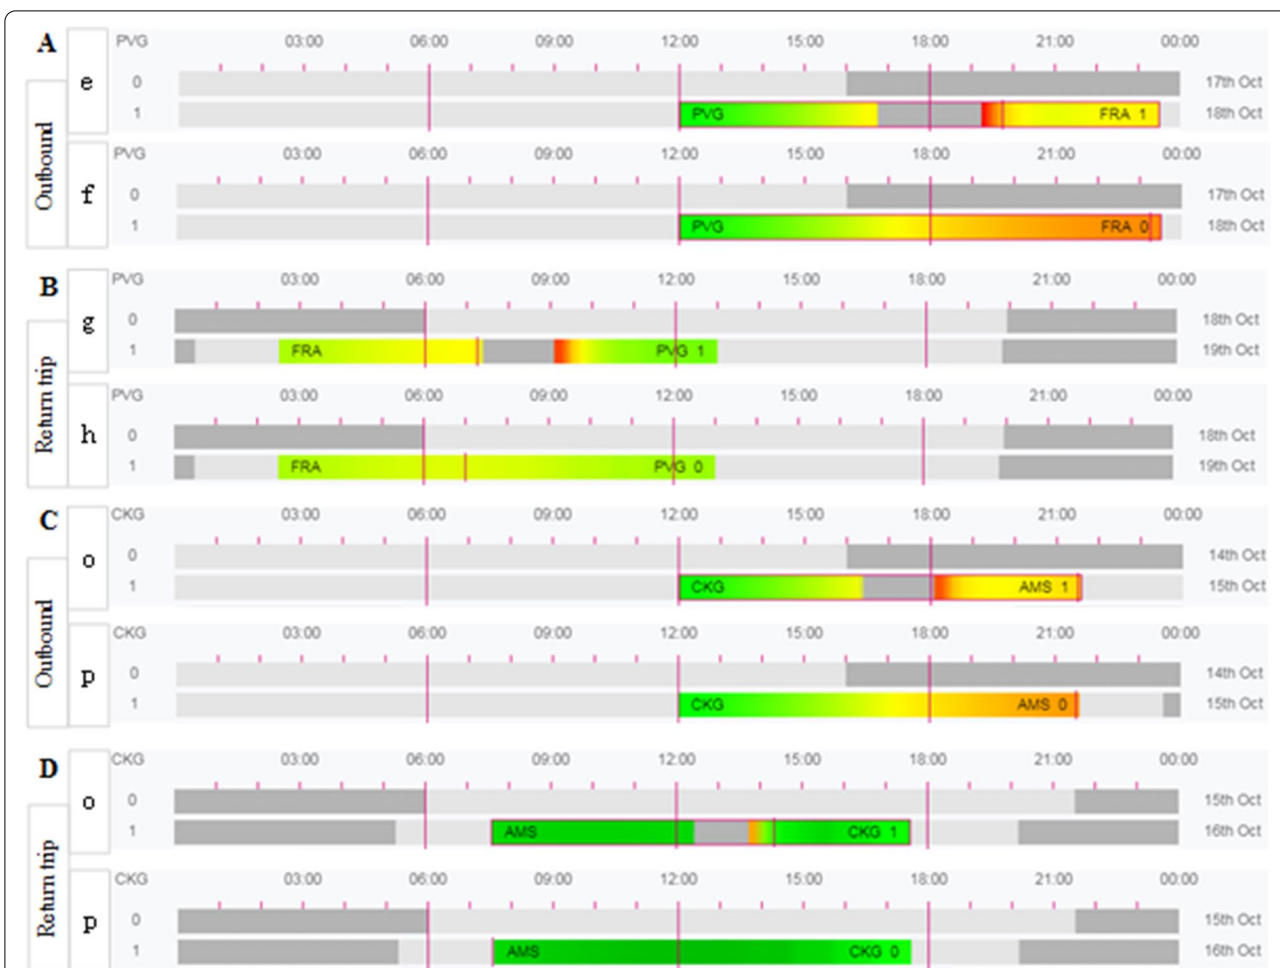 A
Outbound
e
PVG 03:00 06:00 09:00 12:00 15:00 18:00 21:00 00:00
0 17th Oct
1 PVG FRA 1 18th Oct
f
PVG 03:00 06:00 09:00 12:00 15:00 18:00 21:00 00:00
0 17th Oct
1 PVG FRA 0 18th Oct
B
Return trip
g
PVG 03:00 06:00 09:00 12:00 15:00 18:00 21:00 00:00
0 18th Oct
1 FRA PVG 1 19th Oct
h
PVG 03:00 06:00 09:00 12:00 15:00 18:00 21:00 00:00
0 18th Oct
1 FRA PVG 0 19th Oct
C
Outbound
o
CKG 03:00 06:00 09:00 12:00 15:00 18:00 21:00 00:00
0 14th Oct
1 CKG AMS 1 15th Oct
p
CKG 03:00 06:00 09:00 12:00 15:00 18:00 21:00 00:00
0 14th Oct
1 CKG AMS 0 15th Oct
D
Return trip
o
CKG 03:00 06:00 09:00 12:00 15:00 18:00 21:00 00:00
0 15th Oct
1 AMS CKG 1 16th Oct
p
CKG 03:00 06:00 09:00 12:00 15:00 18:00 21:00 00:00
0 15th Oct
1 AMS CKG 0 16th Oct